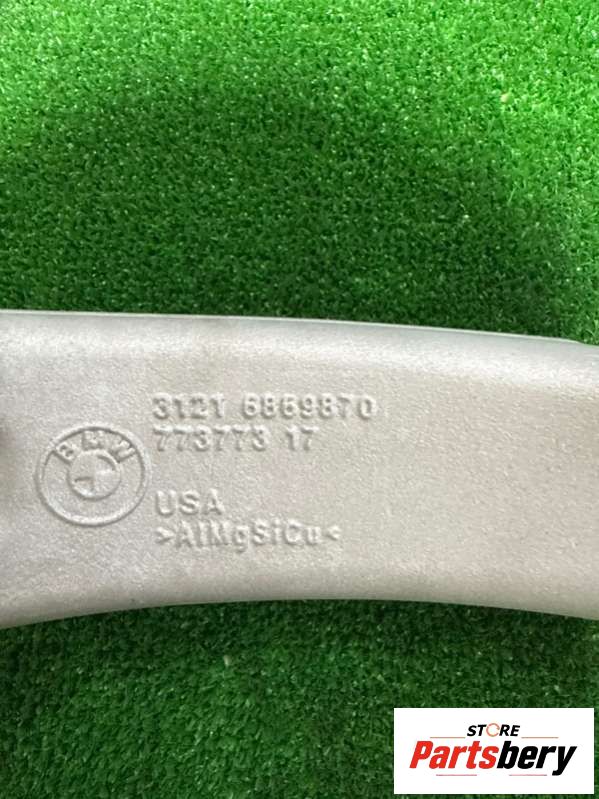 3121 6869870
773773 17
BMW
USA
>AlMgSiCu<
STORE
Partsbery